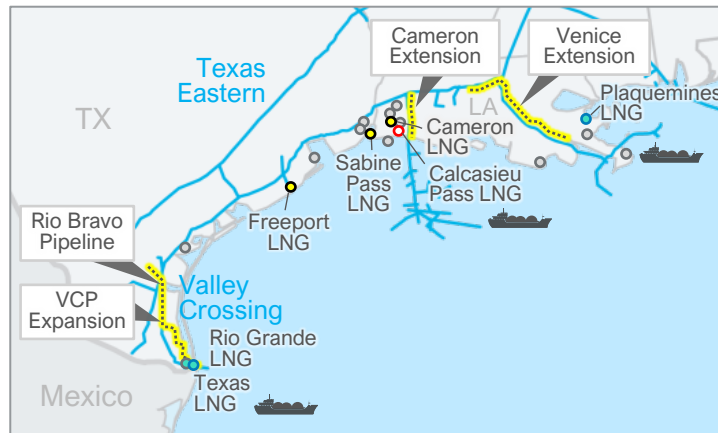 Cameron
Extension
Venice
Extension
Texas
Eastern
TX
LA
Plaquemines
LNG
Cameron
LNG
Sabine
Pass LNG
Calcasieu
Pass LNG
Freeport
LNG
Rio Bravo
Pipeline
VCP
Expansion
Valley
Crossing
Rio Grande
LNG
Texas
LNG
Mexico